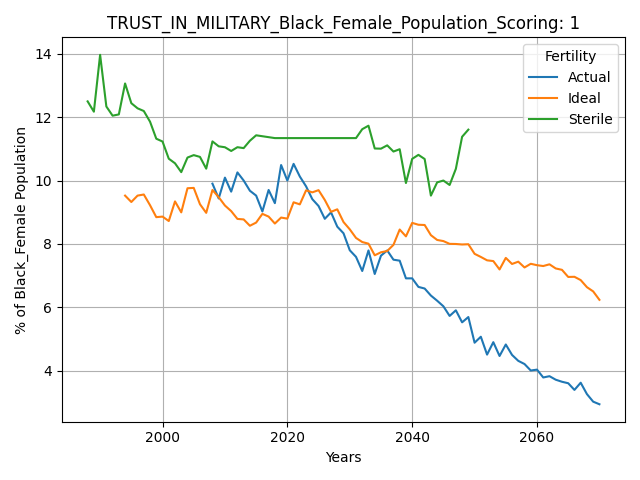 TRUST_IN_MILITARY_Black_Female_Population_Scoring: 1
Fertility
Actual
Ideal
Sterile
% of Black_Female Population
14
12
10
8
6
4
2000 2020 2040 2060
Years